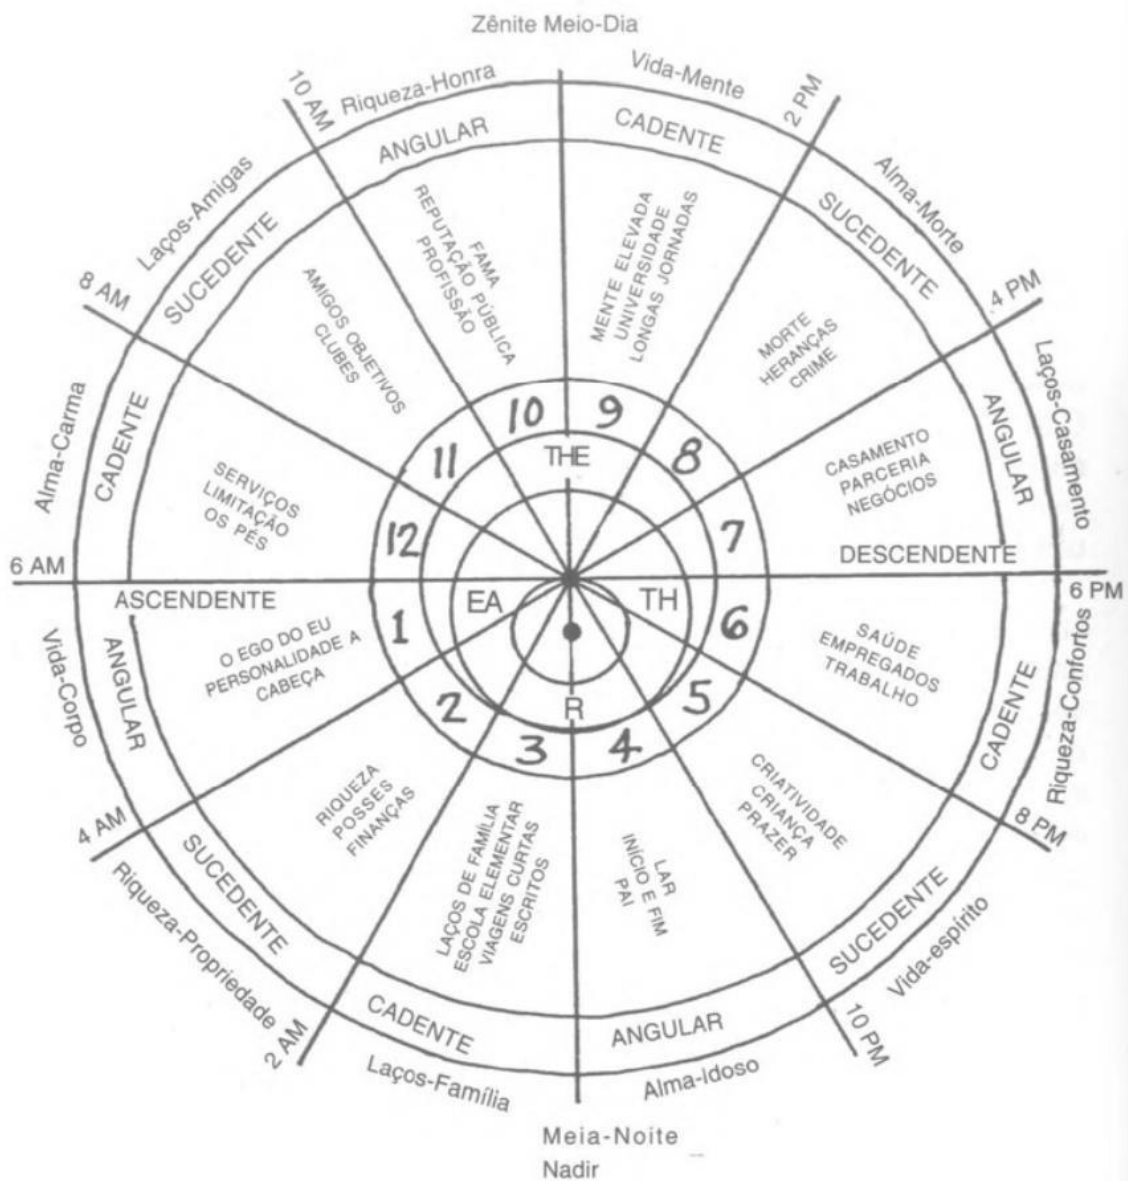 Zênite Meio-Dia
10 AM
Riqueza-Honra
Vida-Mente
2 PM
ANGULAR
CADENTE
Laços-Amigas
SUCEDENTE
SUCEDENTE
Alma-Morte
8 AM
4 PM
AMIGOS OBJETIVOS
CLUBES
FAMA
REPUTAÇÃO PÚBLICA
PROFISSÃO
MENTE ELEVADA
UNIVERSIDADE
LONGAS JORNADAS
MORTE
HERANÇAS
CRIME
Alma-Carma
CADENTE
SERVIÇOS
LIMITAÇÃO
OS PÉS
CASAMENTO
PARCERIA
NEGÓCIOS
ANGULAR
Laços-Casamento
10
9
11
THE
8
12
7
6 AM
DESCENDENTE
ASCENDENTE
6 PM
EA
TH
1
6
2
R
5
3
4
Vida-Corpo
ANGULAR
O EGO DO EU
PERSONALIDADE A
CABEÇA
SAÚDE
EMPREGADOS
TRABALHO
CADENTE
Riqueza-Confortos
4 AM
8 PM
RIQUEZA
POSSES
FINANÇAS
LAÇOS DE FAMÍLIA
ESCOLA ELEMENTAR
VIAGENS CURTAS
ESCRITOS
LAR
INÍCIO E FIM
PAI
CRIATIVIDADE
CRIANÇA
PRAZER
Riqueza-Propriedade
SUCEDENTE
SUCEDENTE
Vida-espírito
2 AM
CADENTE
ANGULAR
10 PM
Laços-Família
Alma-Idoso
Meia-Noite
Nadir